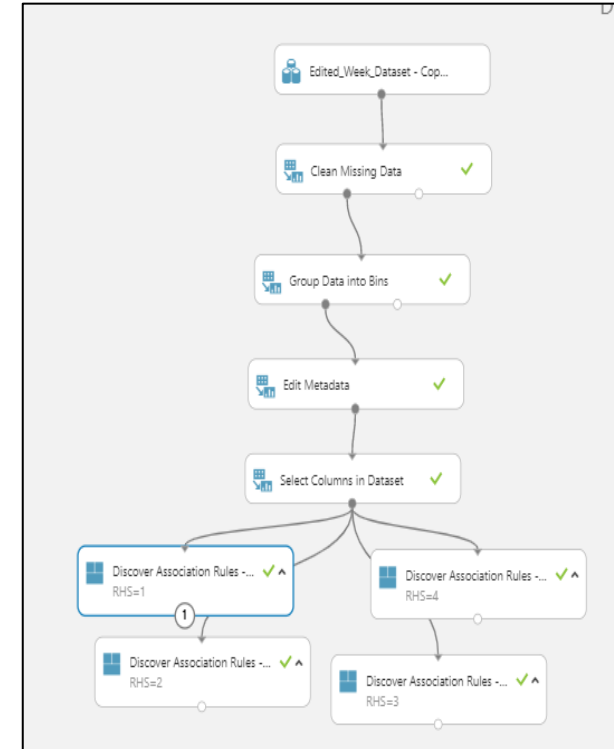 Edited_Week_Dataset - Cop...
Clean Missing Data
Group Data into Bins
Edit Metadata
Select Columns in Dataset
Discover Association Rules -...
RHS=1
1
Discover Association Rules -...
RHS=4
Discover Association Rules -...
RHS=2
Discover Association Rules -...
RHS=3